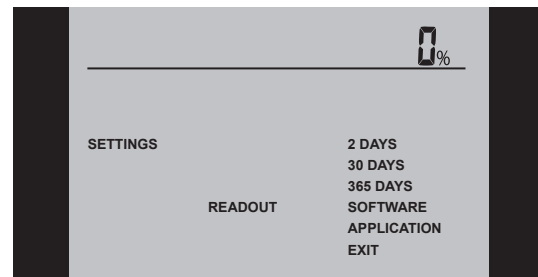 0%
SETTINGS 2 DAYS
30 DAYS
365 DAYS
READOUT SOFTWARE
APPLICATION
EXIT